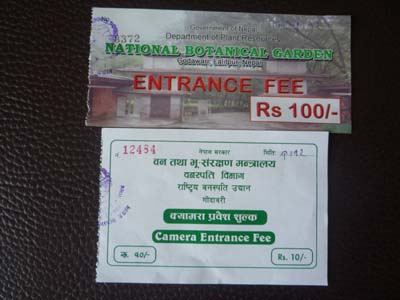 Government of Nepal
Department of Plant Resources
3372
NATIONAL BOTANICAL GARDEN
Godawari, Lalitpur, Nepal
ENTRANCE FEE
Rs 100/-
नेपाल सरकार
12484 मिति:
वन तथा भू-संरक्षण मन्त्रालय
वनस्पति विभाग
राष्ट्रिय वनस्पति उद्यान
गोदावरी
क्यामरा प्रवेश शुल्क
Camera Entrance Fee
रू. १०/- Rs. 10/-